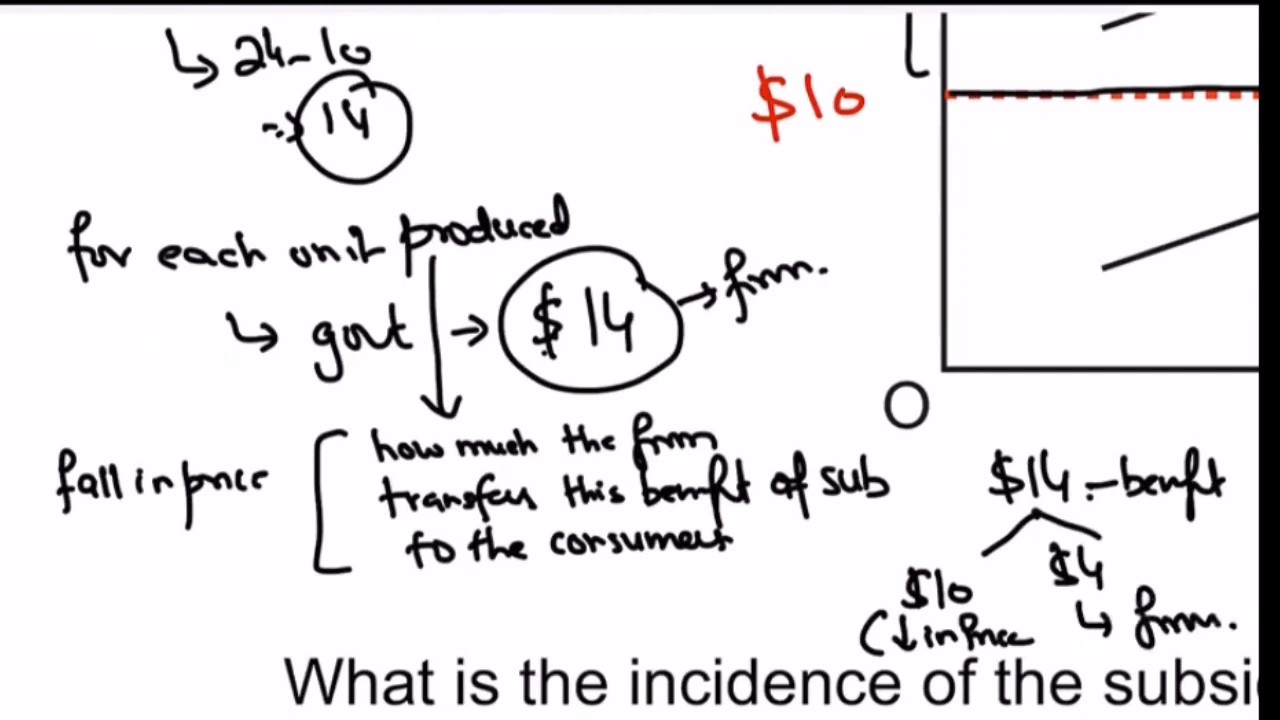 ↳ 24-10
→ 14
$10
for each unit produced
↳ govt → $14 → firm.
fall in price
how much the firm
transfers this benefit of sub
to the consumers
O
$14 - benefit
$10
$4
(↓ in price
↳ firm.
What is the incidence of the subsi